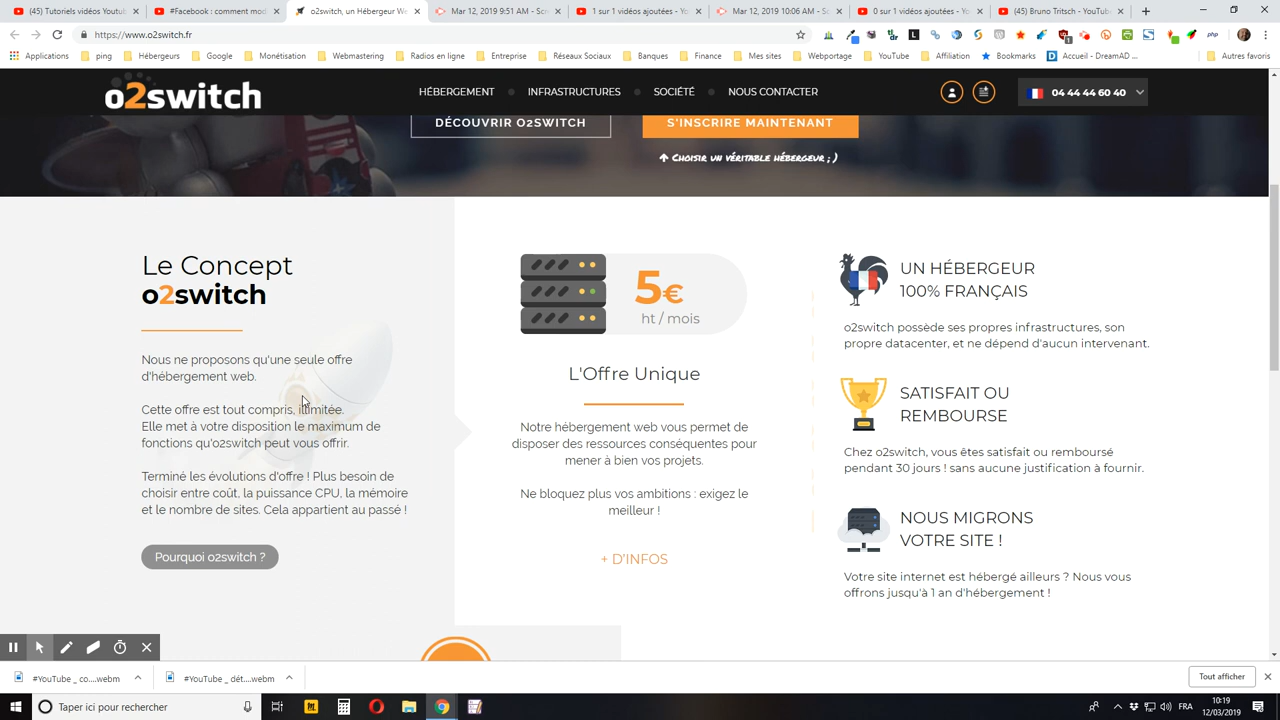 (45) Tutoriels vidéos Youtub
#Facebook : comment mod
o2switch, un Hébergeur We
Mar 12, 2019 9:51 AM - Scre
1 sur 1 vidéos ajoutées - Yo
Mar 12, 2019 10:06 AM - Sc
0 sur 1 vidéos ajoutées - Yo
(45) Bruno Tritsch - YouTub
https://www.o2switch.fr
Applications
ping
Hébergeurs
Google
Monétisation
Webmastering
Radios en ligne
Entreprise
Réseaux Sociaux
Banques
Finance
Mes sites
Webportage
YouTube
Affiliation
Bookmarks
Accueil - DreamAD ...
Autres favoris
o2switch
HÉBERGEMENT
INFRASTRUCTURES
SOCIÉTÉ
NOUS CONTACTER
04 44 44 60 40
DÉCOUVRIR O2SWITCH
S'INSCRIRE MAINTENANT
Choisir un véritable hébergeur ; )
Le Concept
o2switch
Nous ne proposons qu'une seule offre
d'hébergement web.
Cette offre est tout compris, illimitée.
Elle met à votre disposition le maximum de
fonctions qu'o2switch peut vous offrir.
Terminé les évolutions d'offre ! Plus besoin de
choisir entre coût, la puissance CPU, la mémoire
et le nombre de sites. Cela appartient au passé !
Pourquoi o2switch ?
5€
ht / mois
L'Offre Unique
Notre hébergement web vous permet de
disposer des ressources conséquentes pour
mener à bien vos projets.
Ne bloquez plus vos ambitions : exigez le
meilleur !
+ D'INFOS
UN HÉBERGEUR
100% FRANÇAIS
o2switch possède ses propres infrastructures, son
propre datacenter, et ne dépend d'aucun intervenant.
SATISFAIT OU
REMBOURSE
Chez o2switch, vous êtes satisfait ou remboursé
pendant 30 jours ! sans aucune justification à fournir.
NOUS MIGRONS
VOTRE SITE !
Votre site internet est hébergé ailleurs ? Nous vous
offrons jusqu'à 1 an d'hébergement !
#YouTube _ co....webm
#YouTube _ dét....webm
Tout afficher
Taper ici pour rechercher
FRA
10:19
12/03/2019